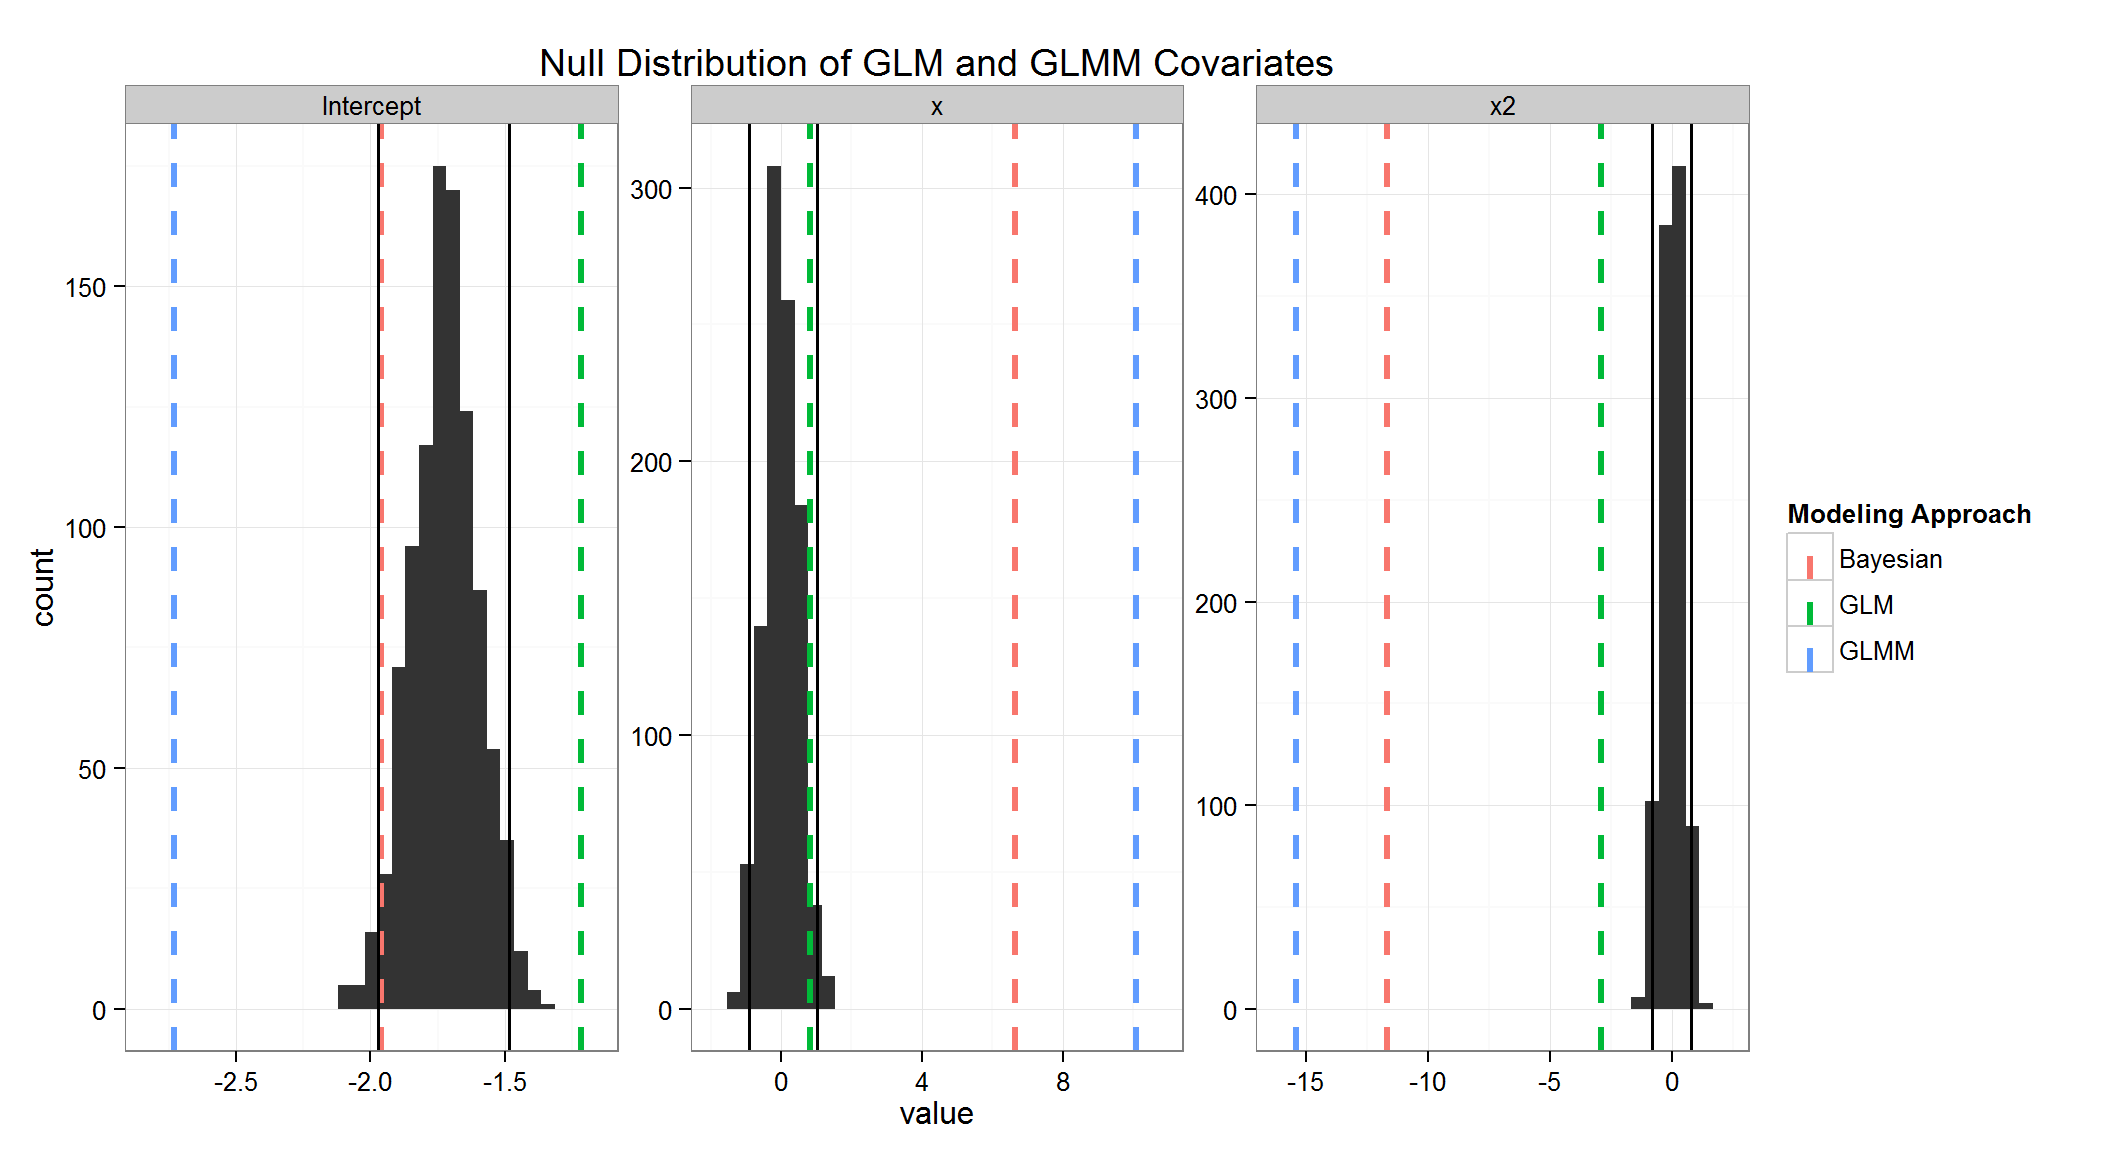 Null Distribution of GLM and GLMM Covariates
Intercept
x
x2
count
150
100
50
0
-2.5
-2.0
-1.5
300
200
100
0
0
4
8
400
300
200
100
0
-15
-10
-5
0
value
Modeling Approach
Bayesian
GLM
GLMM